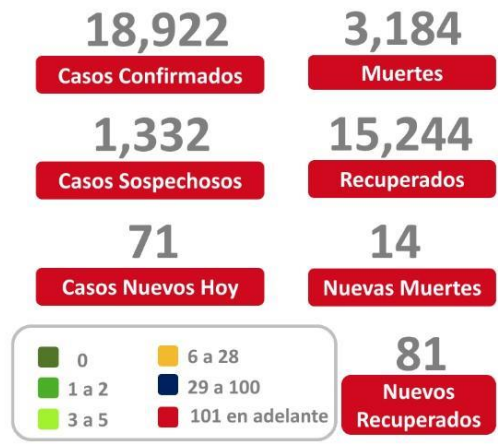 18,922
Casos Confirmados
3,184
Muertes
1,332
Casos Sospechosos
15,244
Recuperados
71
Casos Nuevos Hoy
14
Nuevas Muertes
0
1 a 2
3 a 5
6 a 28
29 a 100
101 en adelante
81
Nuevos
Recuperados